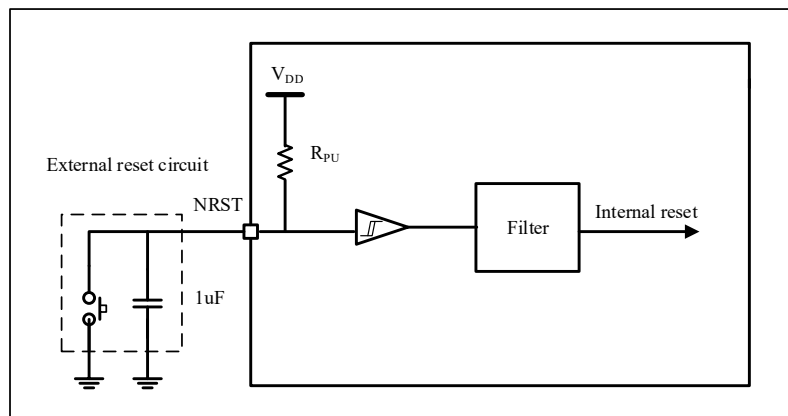 V_DD
R_PU
External reset circuit
NRST
Filter
Internal reset
1uF